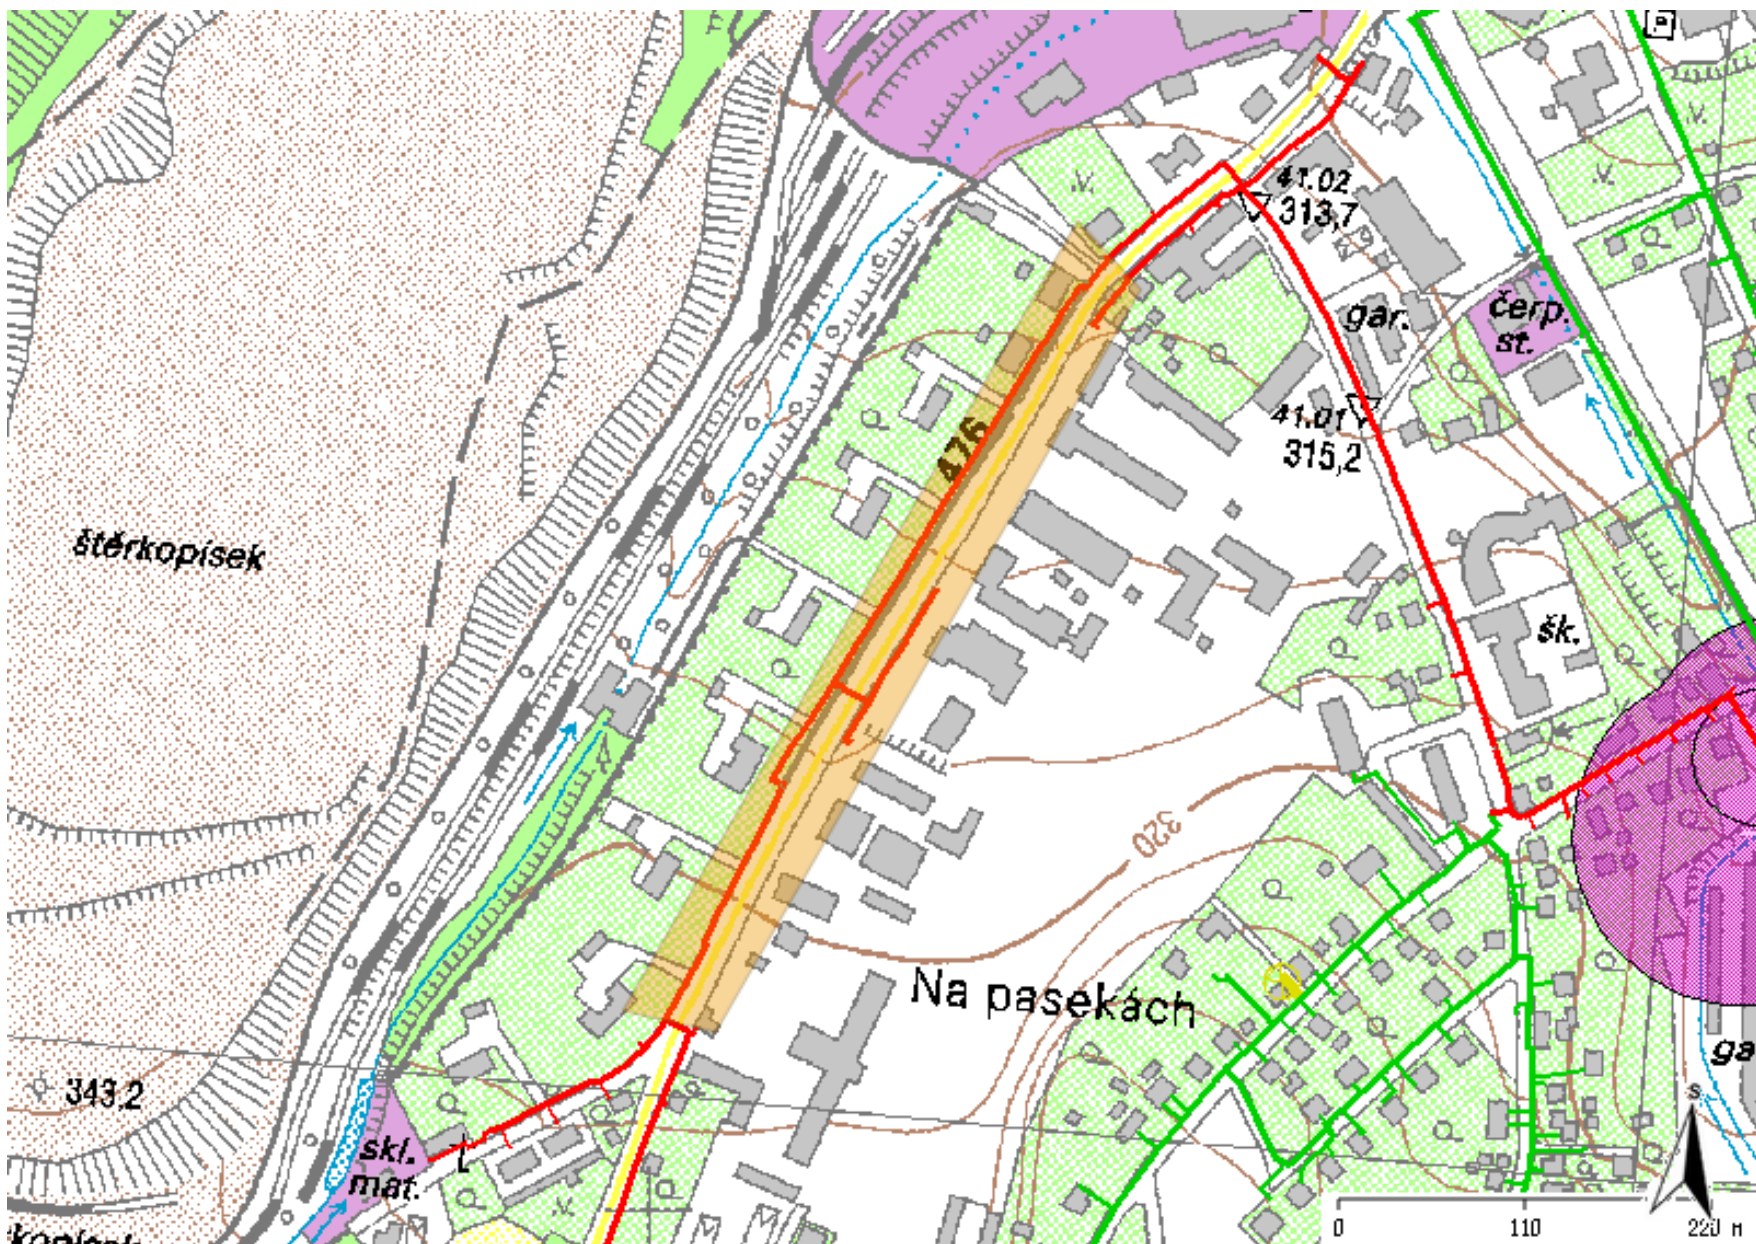 41.02
313,7
gar.
čerp.
st.
41.01
315,2
476
štěrkopísek
šk.
320
Na pasekách
ga
343,2
skl.
mat.
S
0 110 220 m